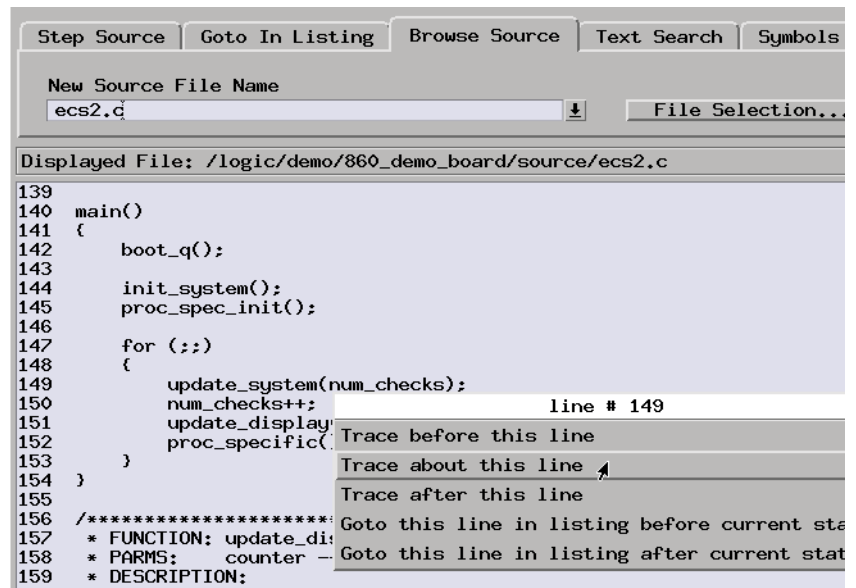 Step Source Goto In Listing Browse Source Text Search Symbols
New Source File Name
ecs2.c
File Selection...
Displayed File: /logic/demo/860_demo_board/source/ecs2.c
139
140 main()
141 {
142 boot_q();
143
144 init_system();
145 proc_spec_init();
146
147 for (;;)
148 {
149 update_system(num_checks);
150 num_checks++;
151 update_display
152 proc_specific(
153 }
154 }
155
156 /***********************
157 * FUNCTION: update_dis
158 * PARMS: counter -
159 * DESCRIPTION:
line # 149
Trace before this line
Trace about this line
Trace after this line
Goto this line in listing before current sta
Goto this line in listing after current stat